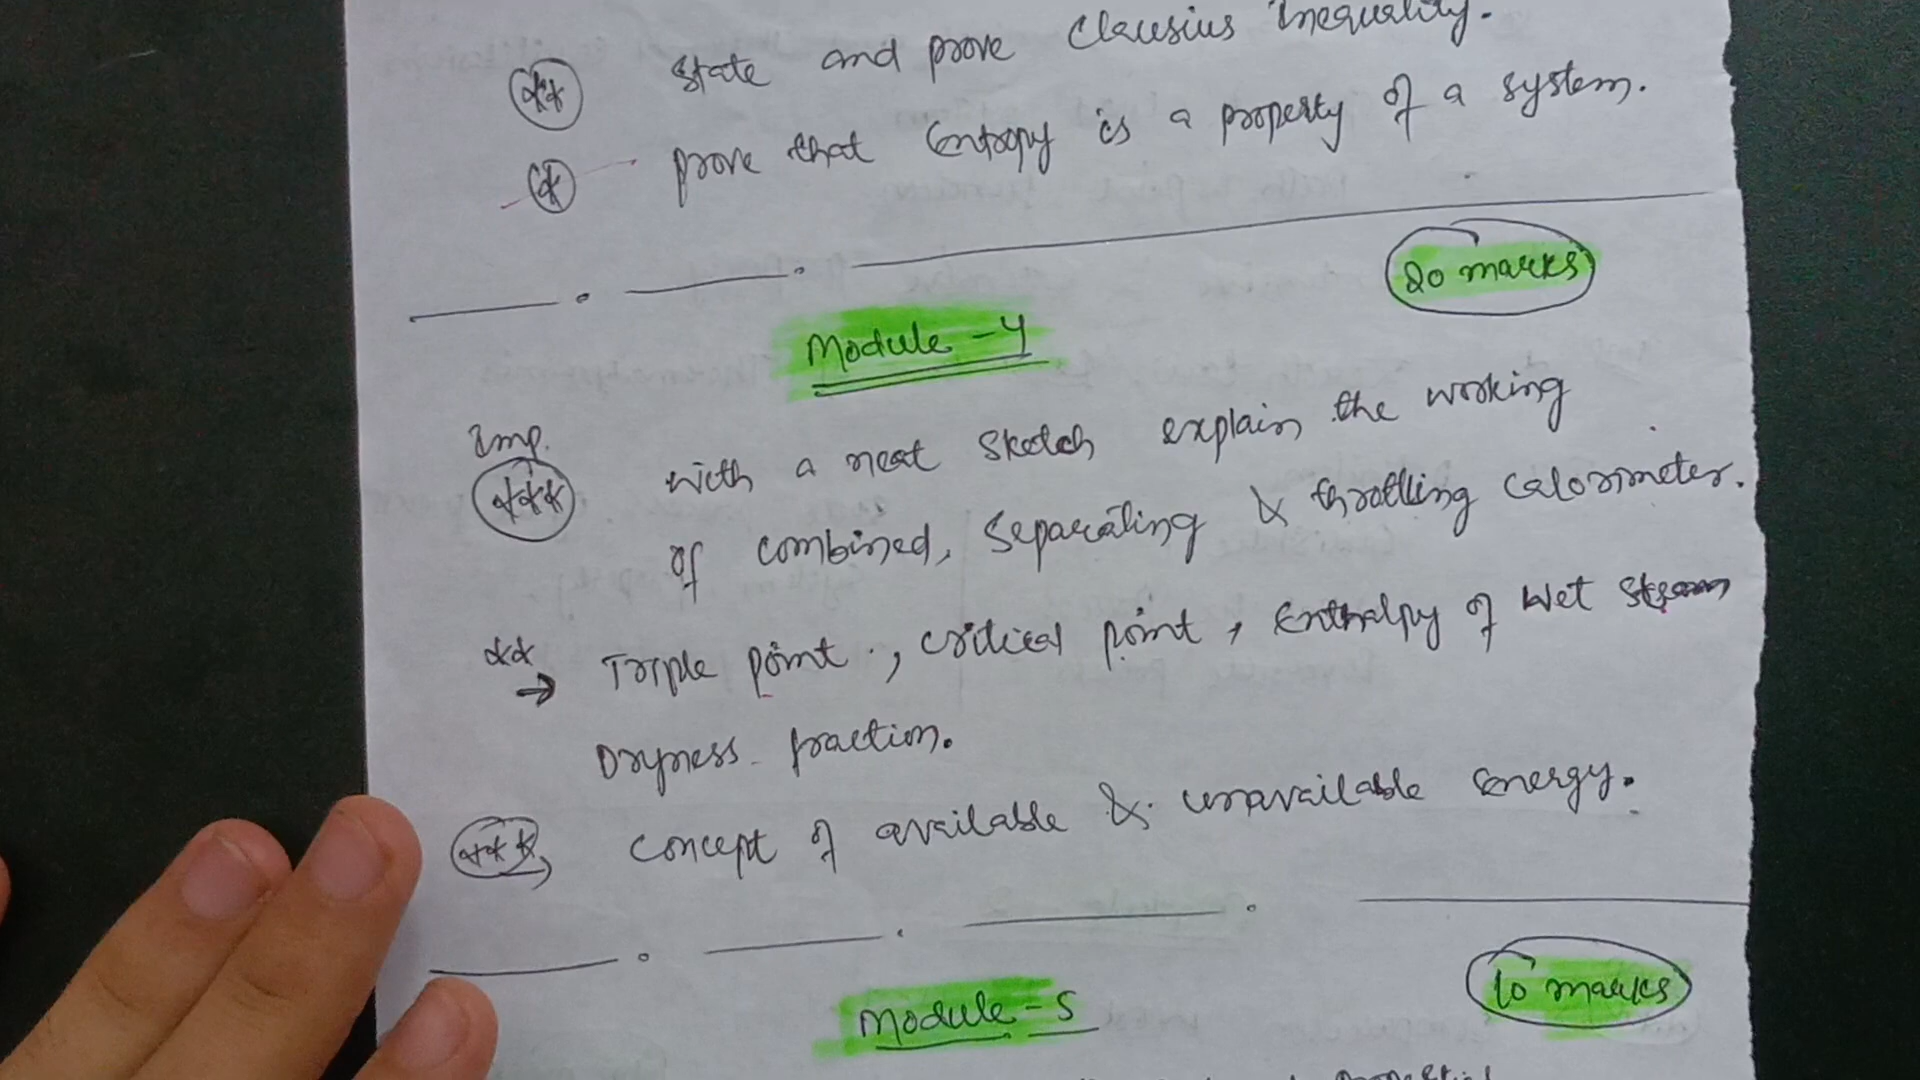 ** State and prove Clausius Inequality.
* prove that Entropy is a property of a system.
20 marks
Module - 4
Imp.
*** with a neat sketch explain the working
of combined, Separating & throttling calorimeter.
** → Triple point, critical point, Enthalpy of wet steam
Dryness fraction.
*** concept of available & unavailable energy.
10 marks
Module - 5